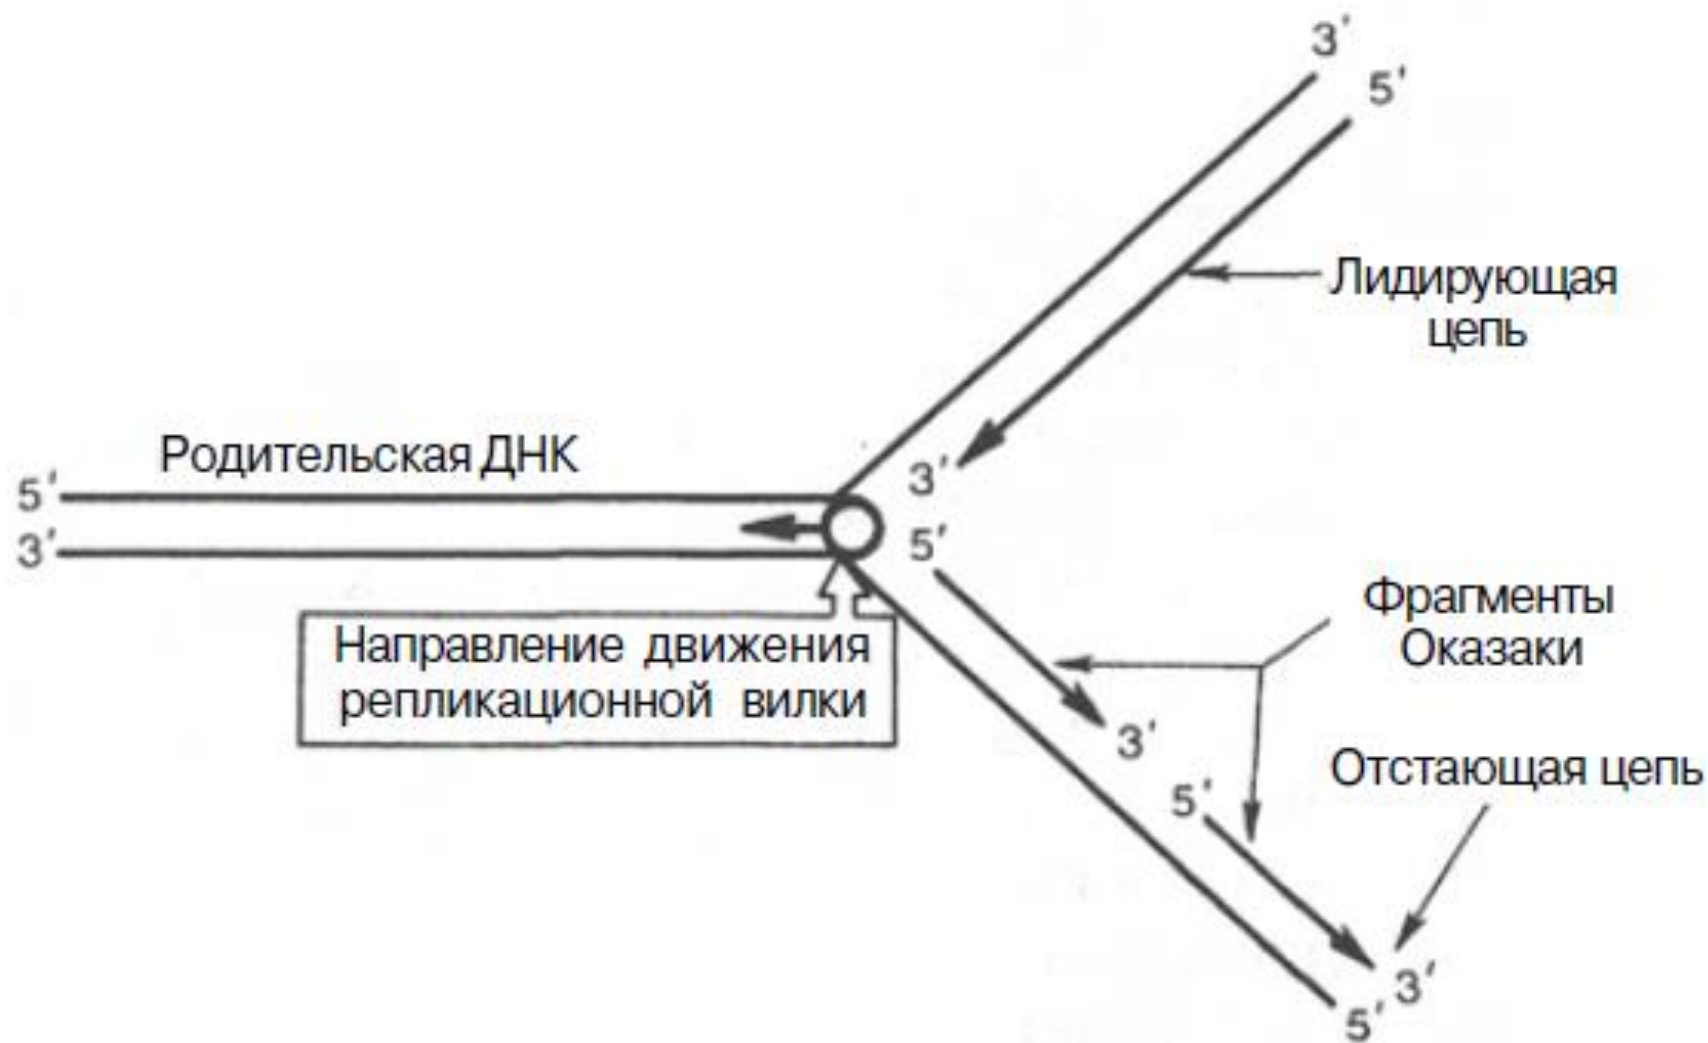 3'
5'
Лидирующая
цепь
Родительская ДНК
5'
3'
3'
5'
Направление движения
репликационной вилки
Фрагменты
Оказаки
3'
Отстающая цепь
5'
3'
5'